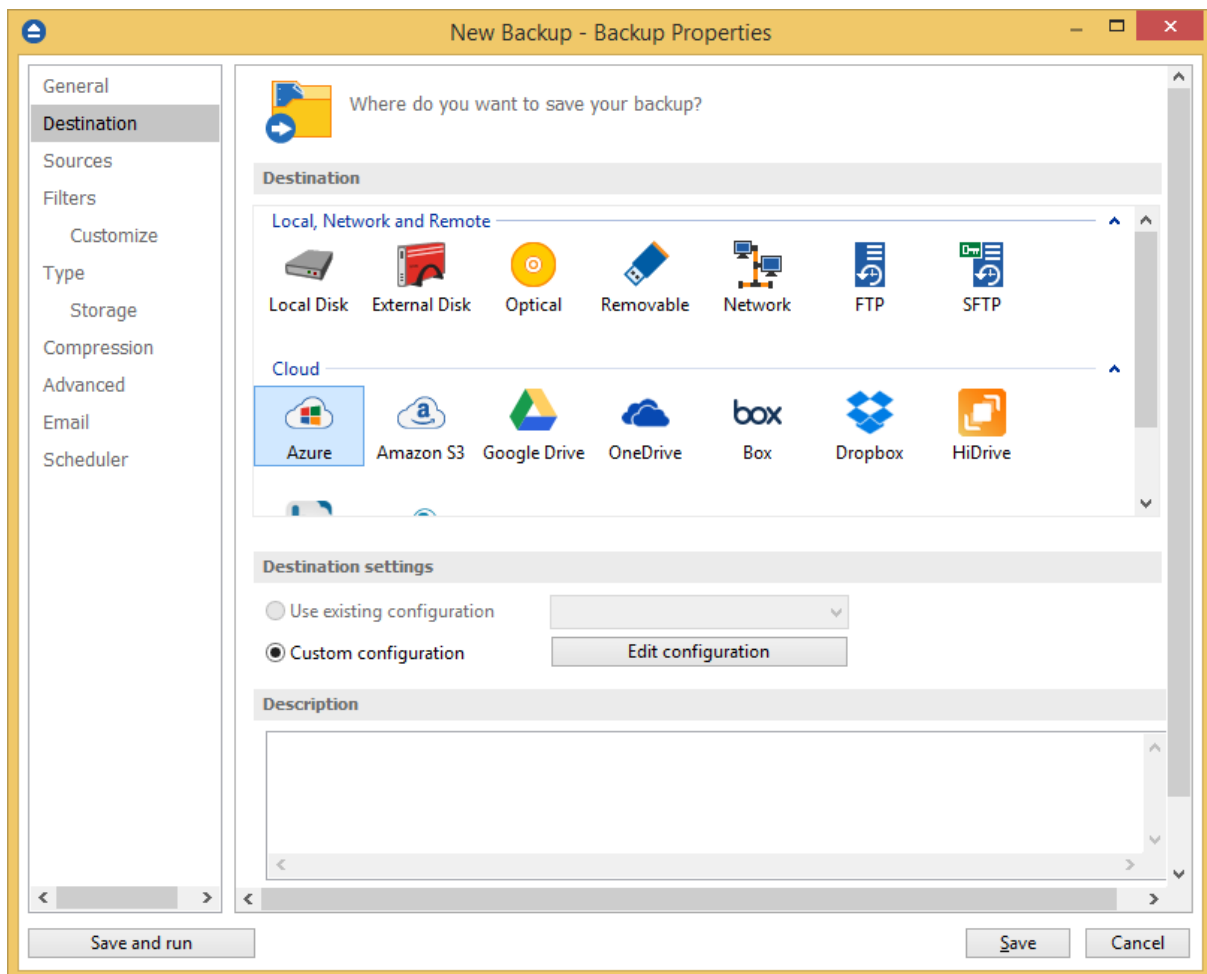 New Backup - Backup Properties
General
Destination
Sources
Filters
Customize
Type
Storage
Compression
Advanced
Email
Scheduler
Where do you want to save your backup?
Destination
Local, Network and Remote
Local Disk External Disk Optical Removable Network FTP SFTP
Cloud
a
box
Azure Amazon S3 Google Drive OneDrive Box Dropbox HiDrive
Destination settings
Use existing configuration
Custom configuration Edit configuration
Description
Save and run Save Cancel